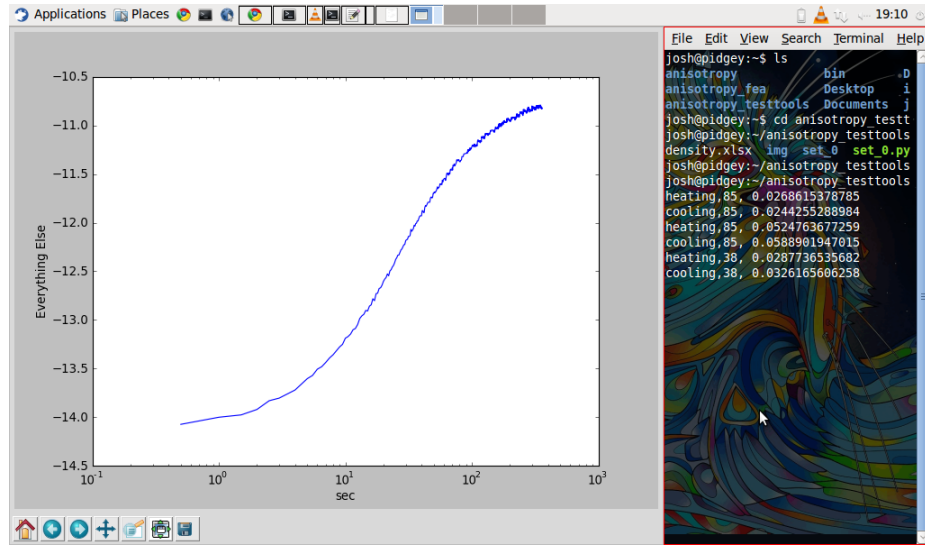 Applications Places 19:10
−10.5
−11.0
−11.5
−12.0
−12.5
−13.0
−13.5
−14.0
−14.5
Everything Else
10⁻¹ 10⁰ 10¹ 10² 10³
sec
File Edit View Search Terminal Help
josh@pidgey:~$ ls
anisotropy bin D
anisotropy_fea Desktop i
anisotropy_testtools Documents j
josh@pidgey:~$ cd anisotropy_testt
josh@pidgey:~/anisotropy_testtools
density.xlsx img set_0 set_0.py
josh@pidgey:~/anisotropy_testtools
josh@pidgey:~/anisotropy_testtools
heating,85, 0.0268615378785
cooling,85, 0.0244255288984
heating,85, 0.0524763677259
cooling,85, 0.0588901947015
heating,38, 0.0287736535682
cooling,38, 0.0326165606258